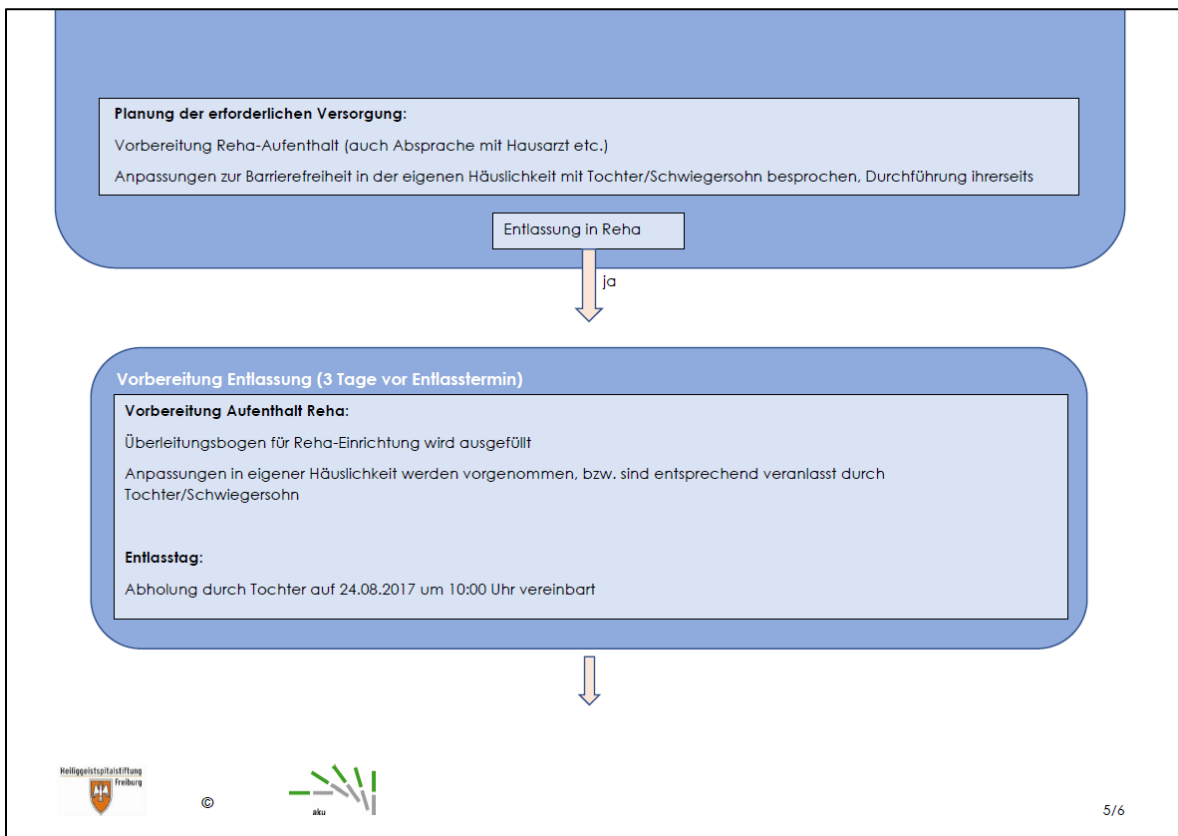 Planung der erforderlichen Versorgung:
Vorbereitung Reha-Aufenthalt (auch Absprache mit Hausarzt etc.)
Anpassungen zur Barrierefreiheit in der eigenen Häuslichkeit mit Tochter/Schwiegersohn besprochen, Durchführung ihrerseits
Entlassung in Reha
ja
Vorbereitung Entlassung (3 Tage vor Entlasstermin)
Vorbereitung Aufenthalt Reha:
Überleitungsbogen für Reha-Einrichtung wird ausgefüllt
Anpassungen in eigener Häuslichkeit werden vorgenommen, bzw. sind entsprechend veranlasst durch
Tochter/Schwiegersohn
Entlasstag:
Abholung durch Tochter auf 24.08.2017 um 10:00 Uhr vereinbart
Heiliggeistspitalstiftung
Freiburg
©
aku
5/6